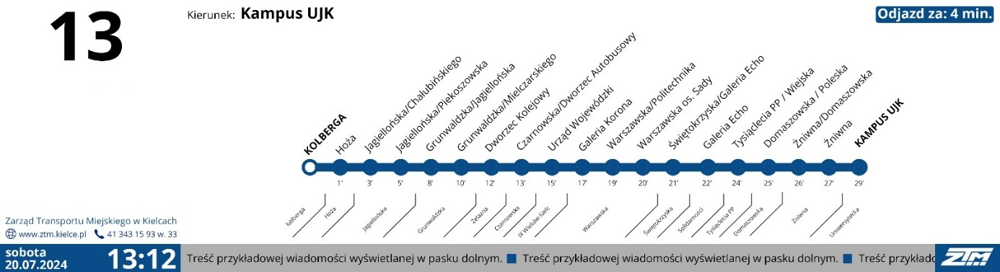 13
Kierunek: Kampus UJK
Odjazd za: 4 min.
KOLBERGA
Hoża
Jagiellońska/Chałubińskiego
Jagiellońska/Piekoszowska
Grunwaldzka/Jagiellońska
Grunwaldzka/Mielczarskiego
Dworzec Kolejowy
Czarnowska/Dworzec Autobusowy
Urząd Wojewódzki
Galeria Korona
Warszawska/Politechnika
Warszawska os. Sady
Świętokrzyska/Galeria Echo
Galeria Echo
Tysiąclecia PP / Wiejska
Domaszowska / Poleska
Żniwna/Domaszowska
Żniwna
KAMPUS UJK
1' 3' 5' 8' 10' 12' 13' 15' 17' 19' 20' 21' 22' 24' 25' 26' 27' 29'
Kolberga
Hoża
Jagiellońska
Grunwaldzka
Żelazna
Czarnowska
IX Wieków Kielc
Warszawska
Świętokrzyska
Solidarności
Tysiąclecia PP
Domaszowska
Żniwna
Uniwersytecka
Zarząd Transportu Miejskiego w Kielcach
www.ztm.kielce.pl 41 343 15 93 w. 33
sobota
20.07.2024
13:12
Treść przykładowej wiadomości wyświetlanej w pasku dolnym. Treść przykładowej wiadomości wyświetlanej w pasku dolnym. Treść przykłado
ZTM